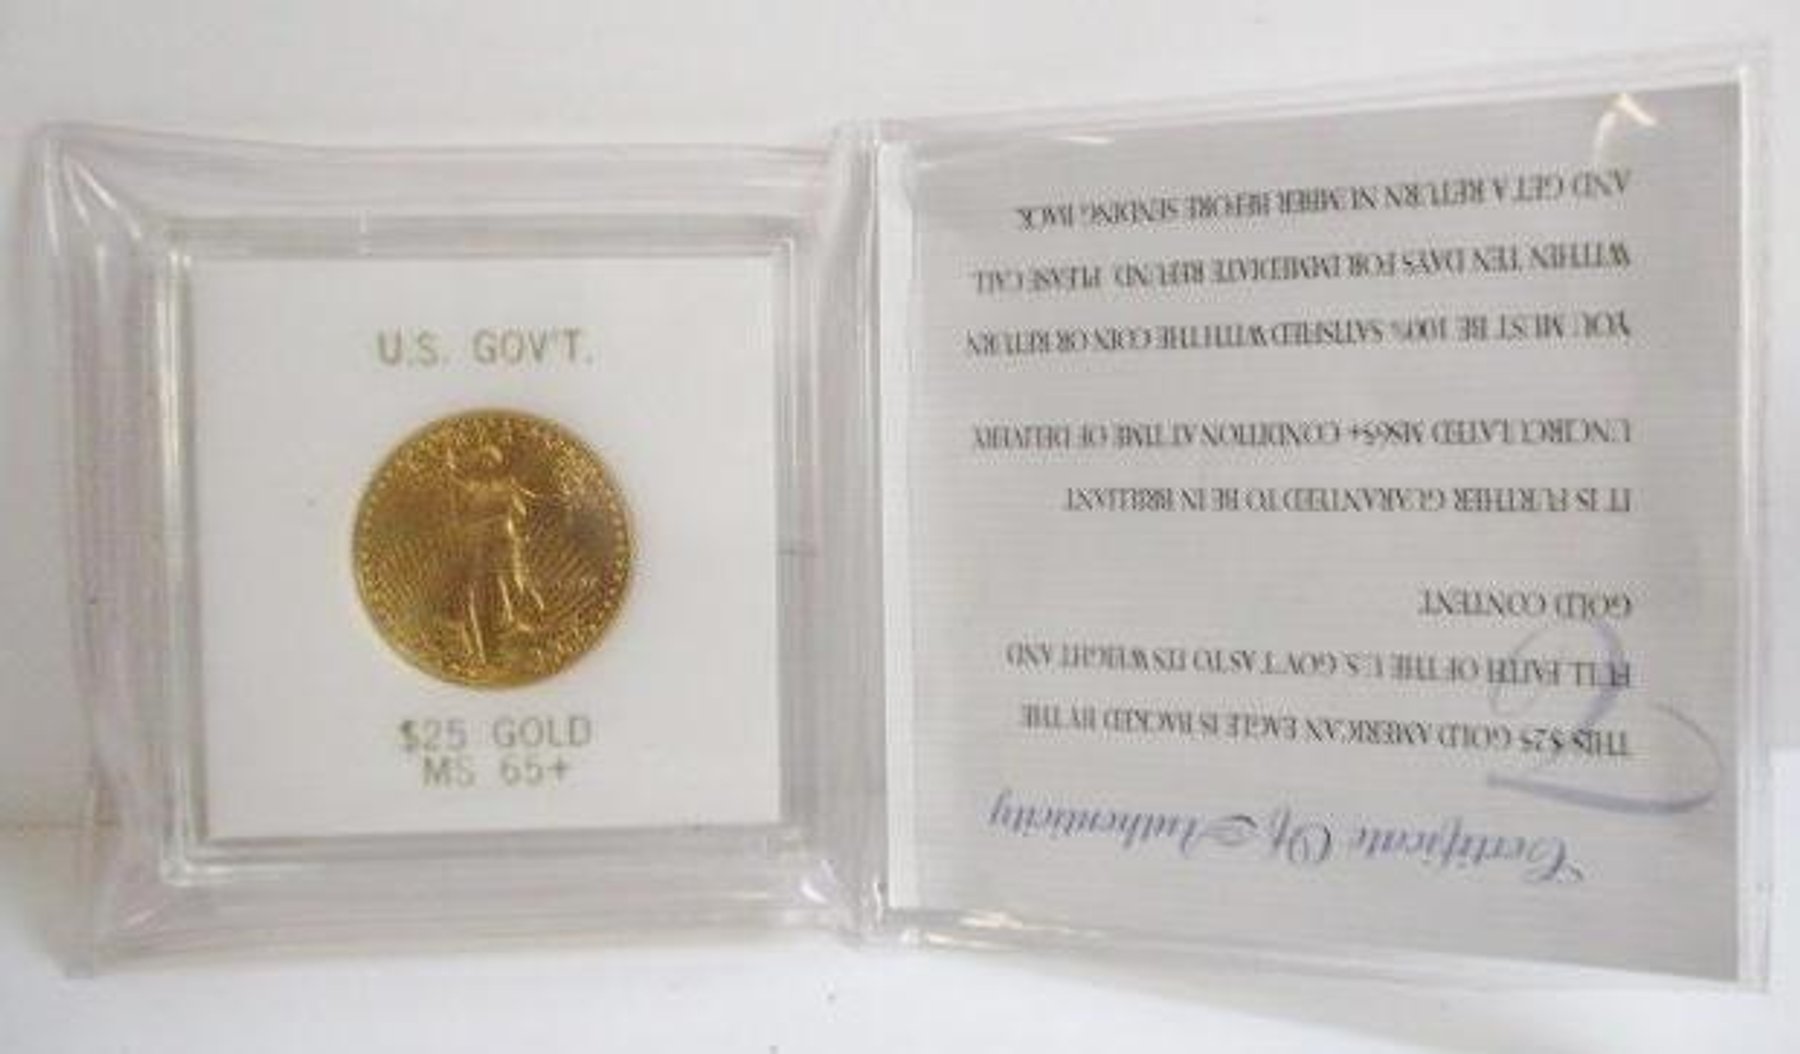 U.S. GOV'T.
$25 GOLD
MS 65+
Certificate Of Authenticity
THIS $25 GOLD AMERICAN EAGLE IS BACKED BY THE
FULL FAITH OF THE U.S. GOV'T AS TO ITS WEIGHT AND
GOLD CONTENT
IT IS FURTHER GUARANTEED TO BE IN BRILLIANT
UNCIRCULATED MS65+ CONDITION AT TIME OF DELIVERY
YOU MUST BE 100% SATISFIED WITH THE COIN OR RETURN
WITHIN TEN DAYS FOR IMMEDIATE REFUND. PLEASE CALL
AND GET A RETURN NUMBER BEFORE SENDING BACK